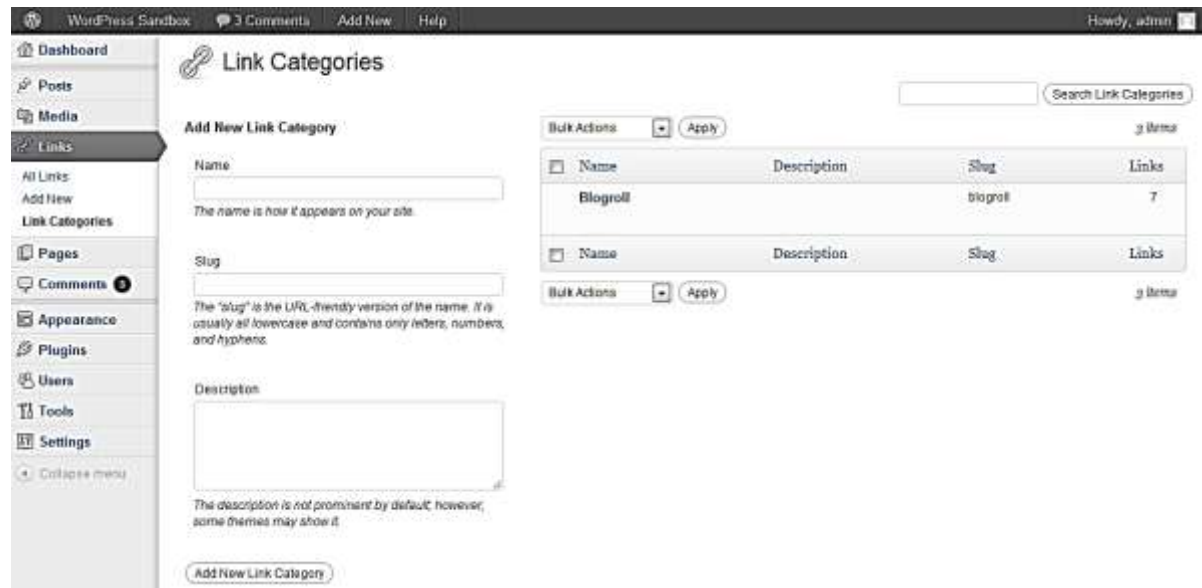 WordPress Sandbox 3 Comments Add New Help Howdy, admin
Dashboard
Posts
Media
Links
All Links
Add New
Link Categories
Pages
Comments 3
Appearance
Plugins
Users
Tools
Settings
Collapse menu
Link Categories
Search Link Categories
Add New Link Category
Name
The name is how it appears on your site.
Slug
The "slug" is the URL-friendly version of the name. It is
usually all lowercase and contains only letters, numbers,
and hyphens.
Description
The description is not prominent by default; however,
some themes may show it.
Add New Link Category
Bulk Actions Apply 3 items
Name Description Slug Links
Blogroll blogroll 7
Name Description Slug Links
Bulk Actions Apply 3 items